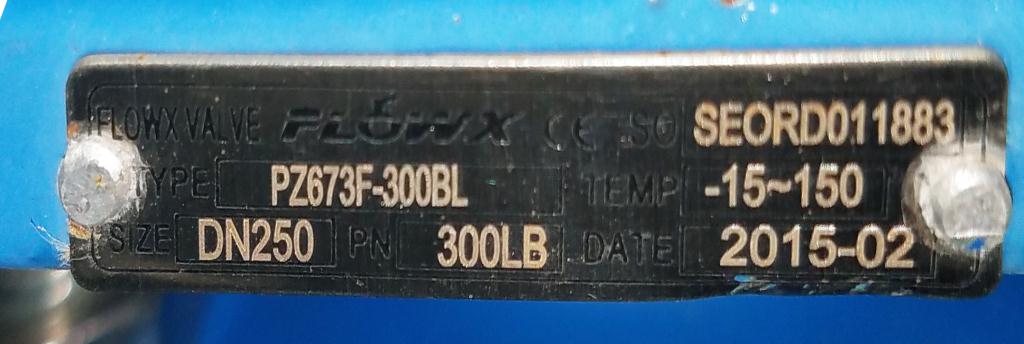 FLOWX VALVE FLOWX CE ISO SEORD011883
TYPE PZ673F-300BL TEMP -15~150
SIZE DN250 PN 300LB DATE 2015-02